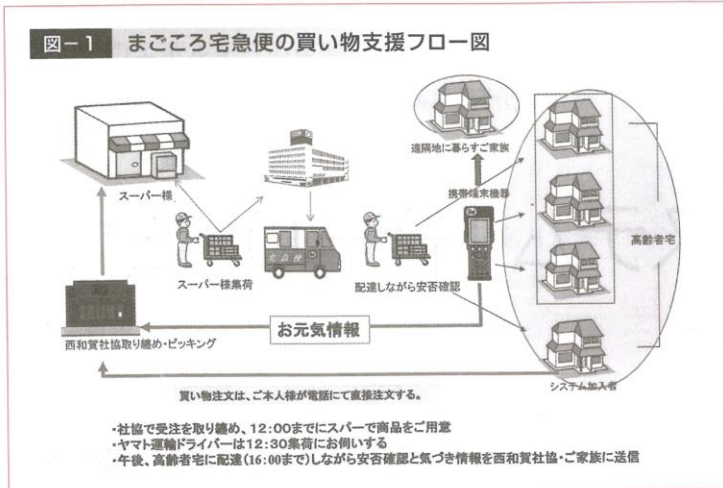 図－1 まごころ宅急便の買い物支援フロー図
遠隔地に暮らすご家族
スーパー様
携帯端末機器
宅急便
高齢者宅
スーパー様集荷
配達しながら安否確認
お元気情報
西和賀社協取り纏め・ピッキング
システム加入者
買い物注文は、ご本人様が電話にて直接注文する。
・社協で受注を取り纏め、12:00までにスパーで商品をご用意
・ヤマト運輸ドライバーは12:30集荷にお伺いする
・午後、高齢者宅に配達(16:00まで)しながら安否確認と気づき情報を西和賀社協・ご家族に送信